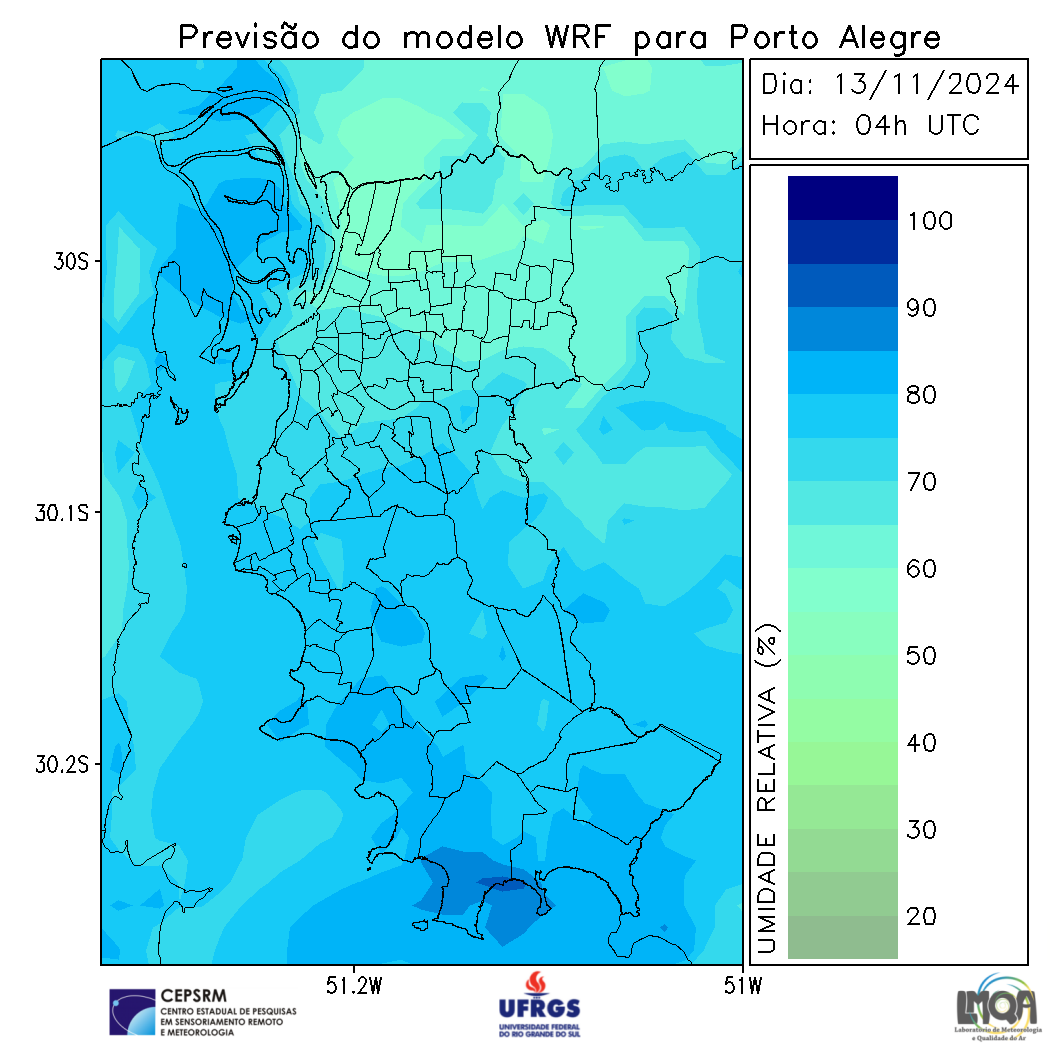 Previsão do modelo WRF para Porto Alegre
Dia: 13/11/2024
Hora: 04h UTC
100
90
80
70
60
50
40
30
20
UMIDADE RELATIVA (%)
30S
30.1S
30.2S
51.2W
51W
CEPSRM
CENTRO ESTADUAL DE PESQUISAS
EM SENSORIAMENTO REMOTO
E METEOROLOGIA
UFRGS
UNIVERSIDADE FEDERAL
DO RIO GRANDE DO SUL
LMQA
Laboratório de Meteorologia
e Qualidade do Ar